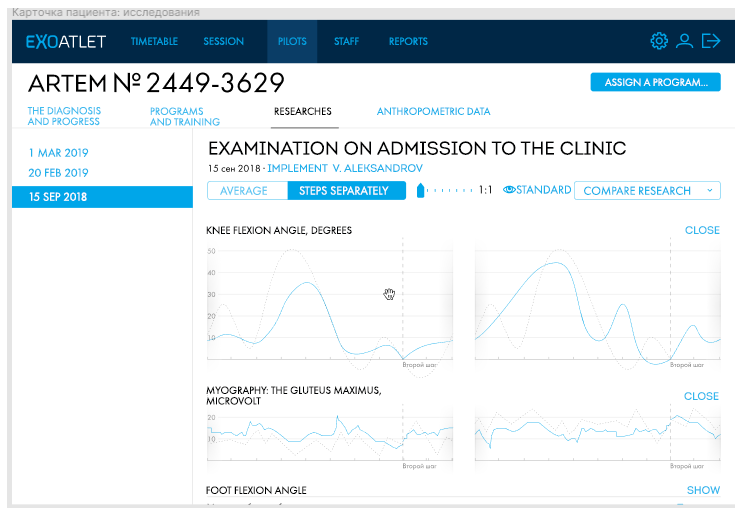 Карточка пациента: исследования
EXOATLET TIMETABLE SESSION PILOTS STAFF REPORTS
ARTEM № 2449-3629
ASSIGN A PROGRAM...
THE DIAGNOSIS
AND PROGRESS
PROGRAMS
AND TRAINING
RESEARCHES
ANTHROPOMETRIC DATA
1 MAR 2019
20 FEB 2019
15 SEP 2018
EXAMINATION ON ADMISSION TO THE CLINIC
15 сен 2018 · IMPLEMENT V. ALEKSANDROV
AVERAGE STEPS SEPARATELY 1:1 STANDARD COMPARE RESEARCH
KNEE FLEXION ANGLE, DEGREES CLOSE
50
40
30
20
10
Второй шаг Второй шаг
MYOGRAPHY: THE GLUTEUS MAXIMUS,
MICROVOLT
CLOSE
20
10
Второй шаг Второй шаг
FOOT FLEXION ANGLE SHOW